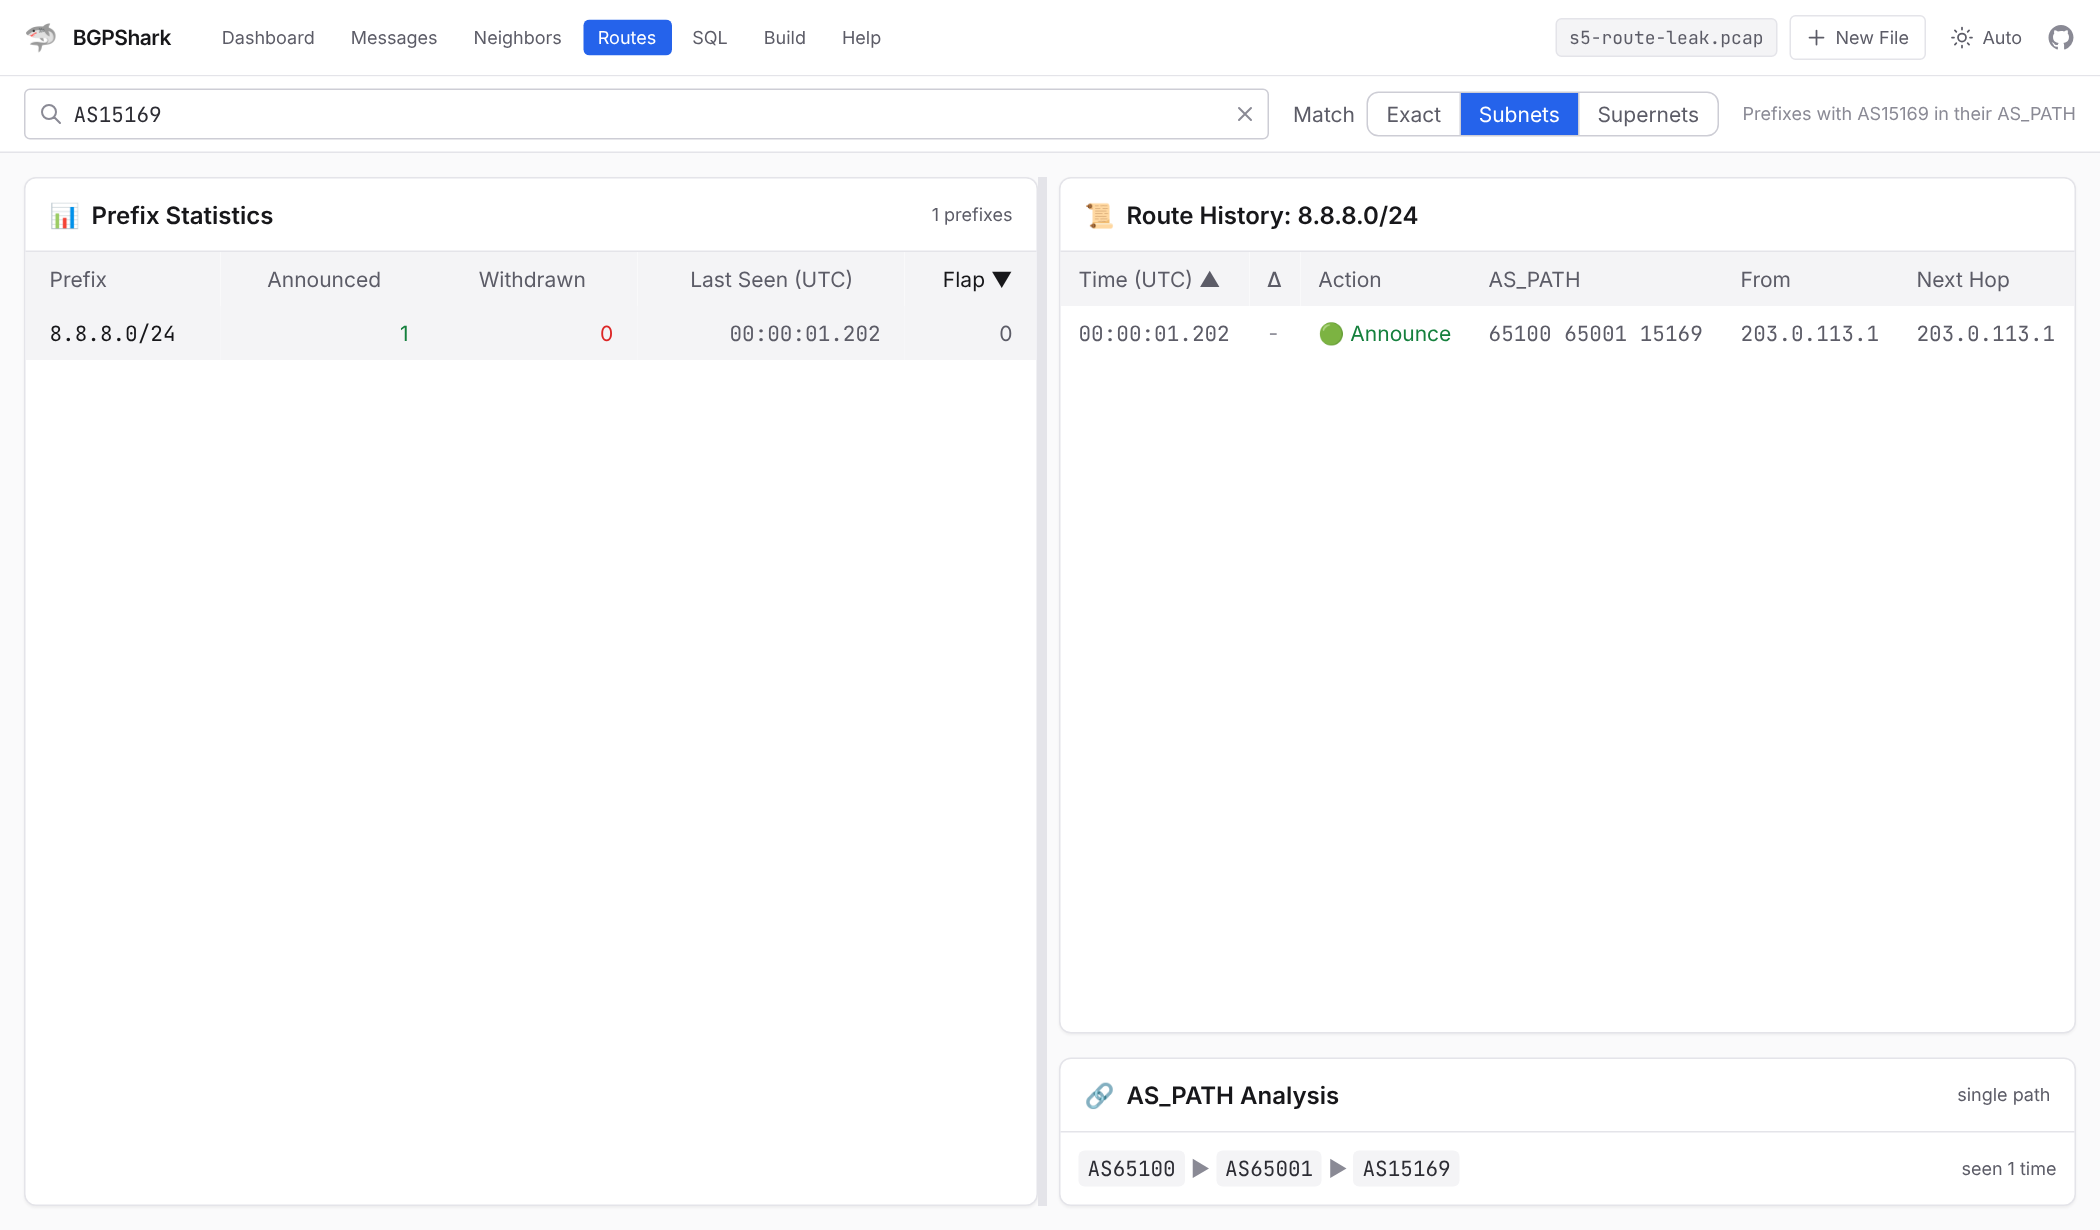 BGPShark Dashboard Messages Neighbors Routes SQL Build Help s5-route-leak.pcap New File Auto
AS15169 Match Exact Subnets Supernets Prefixes with AS15169 in their AS_PATH
Prefix Statistics 1 prefixes
Prefix Announced Withdrawn Last Seen (UTC) Flap ▼
8.8.8.0/24 1 0 00:00:01.202 0
Route History: 8.8.8.0/24
Time (UTC) ▲ Δ Action AS_PATH From Next Hop
00:00:01.202 - Announce 65100 65001 15169 203.0.113.1 203.0.113.1
AS_PATH Analysis single path
AS65100 ▶ AS65001 ▶ AS15169 seen 1 time